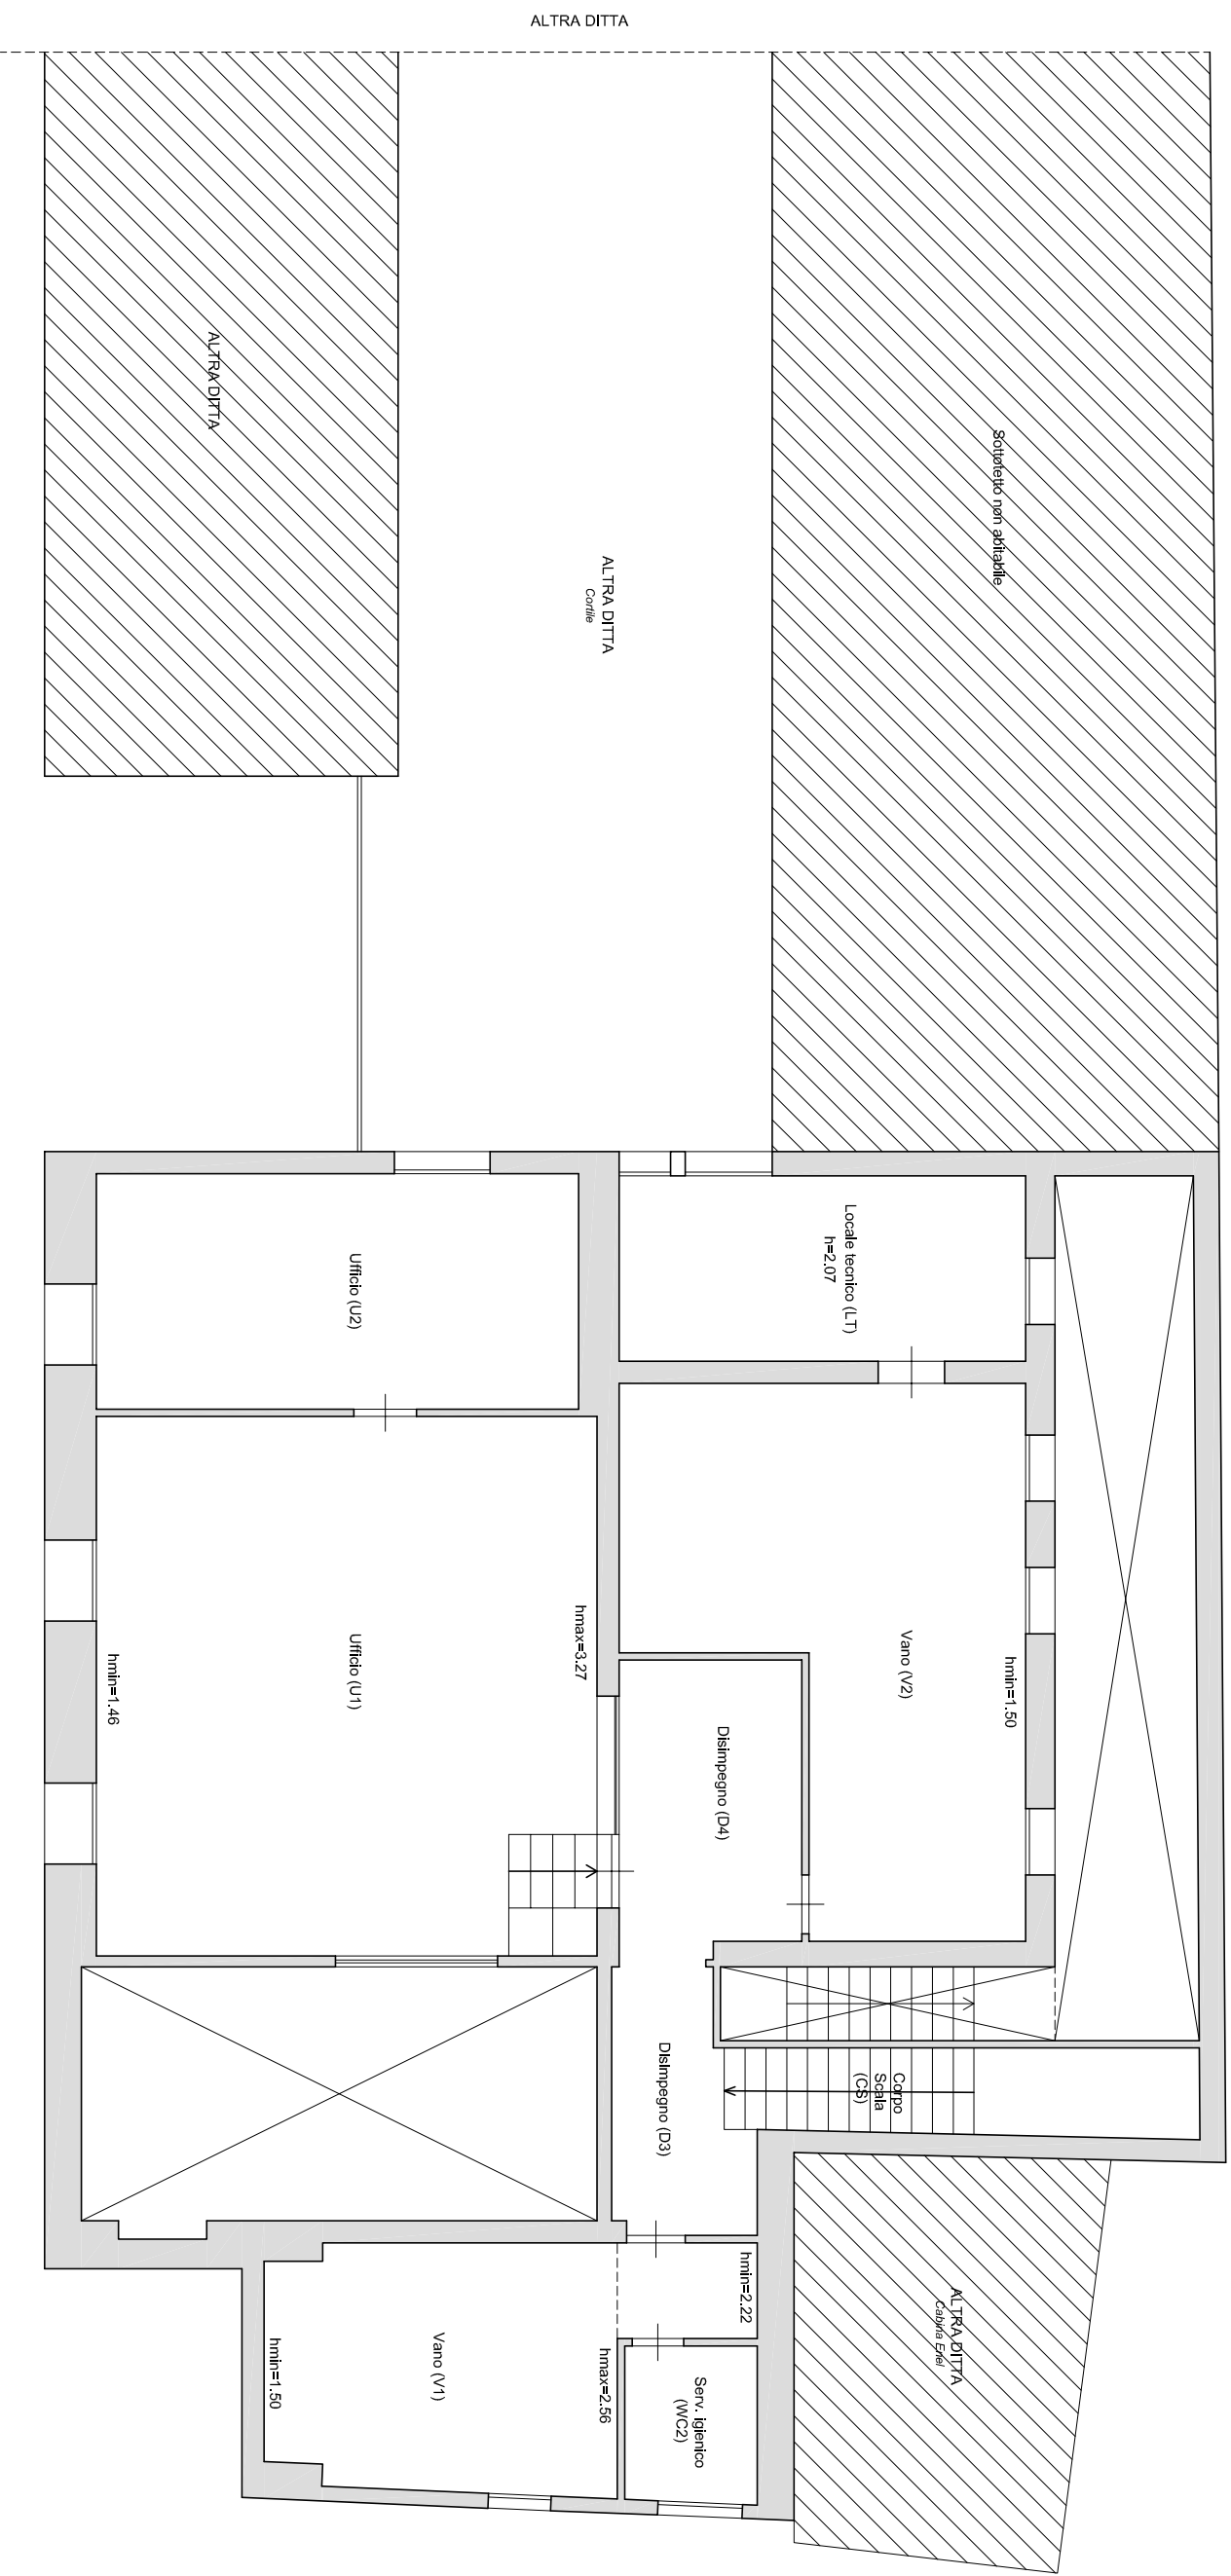 ALTRA DITTA
ALTRA DITTA
Sottotetto non abitabile
ALTRA DITTA
Cortile
Locale tecnico (LT)
h=2.07
Ufficio (U2)
hmax=3.27
Vano (V2)
hmin=1.50
Ufficio (U1)
hmin=1.46
Disimpegno (D4)
Disimpegno (D3)
Corpo
Scala
(CS)
hmin=2.22
ALTRA DITTA
Cabina Enel
Vano (V1)
hmin=1.50
hmax=2.56
Serv. igienico
(WC2)